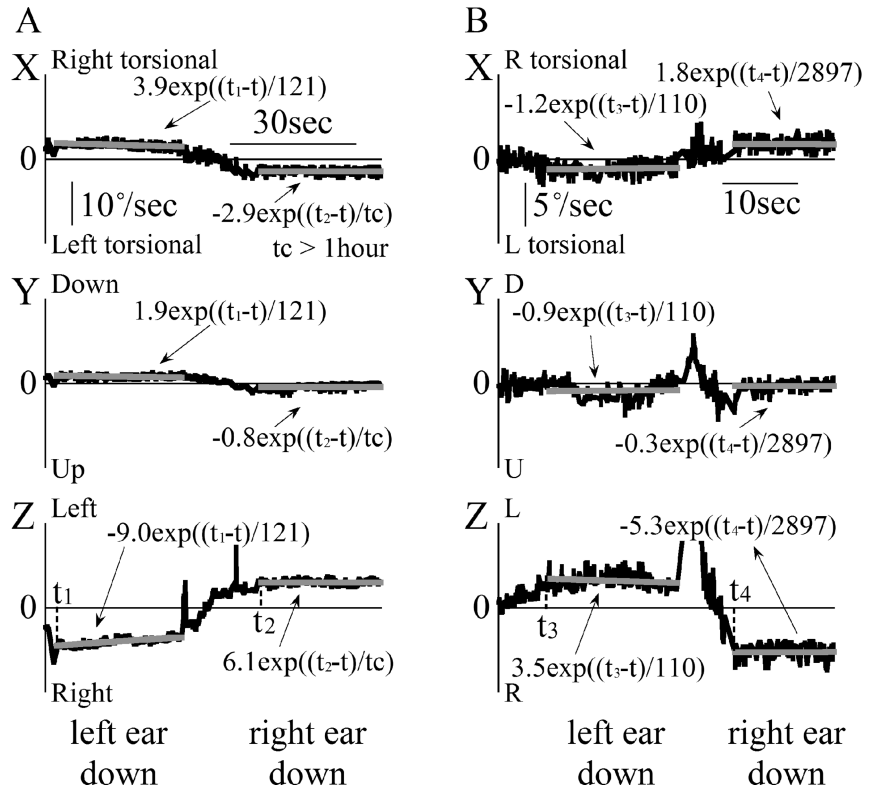 A
X
Right torsional
3.9exp((t₁-t)/121)
30sec
0
10°/sec
-2.9exp((t₂-t)/tc)
Left torsional
tc > 1hour
Y
Down
1.9exp((t₁-t)/121)
0
-0.8exp((t₂-t)/tc)
Up
Z
Left
-9.0exp((t₁-t)/121)
t₁
0
t₂
6.1exp((t₂-t)/tc)
Right
left ear
down
right ear
down
B
X
R torsional
1.8exp((t₄-t)/2897)
-1.2exp((t₃-t)/110)
0
5°/sec
10sec
L torsional
Y
D
-0.9exp((t₃-t)/110)
0
-0.3exp((t₄-t)/2897)
U
Z
L
-5.3exp((t₄-t)/2897)
0
t₃
t₄
3.5exp((t₃-t)/110)
R
left ear
down
right ear
down